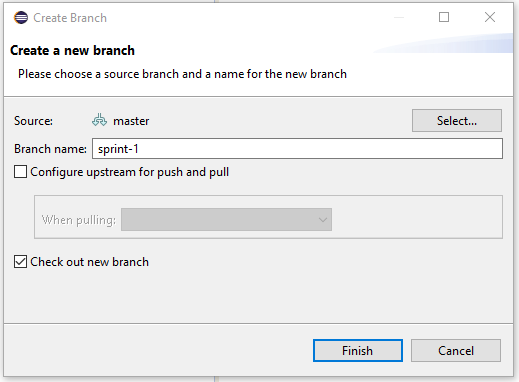 Create Branch
Create a new branch
Please choose a source branch and a name for the new branch
Source: master Select...
Branch name: sprint-1
Configure upstream for push and pull
When pulling:
Check out new branch
Finish Cancel